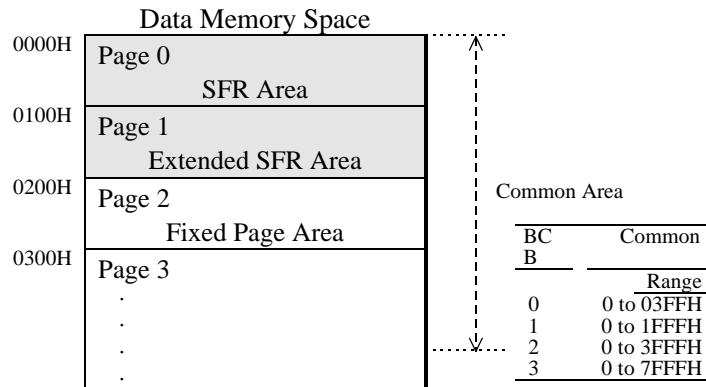 Data Memory Space
0000H
Page 0
SFR Area
0100H
Page 1
Extended SFR Area
0200H
Page 2
Fixed Page Area
0300H
Page 3
.
.
.
.
Common Area
BC Common
B
Range
0 0 to 03FFH
1 0 to 1FFFH
2 0 to 3FFFH
3 0 to 7FFFH